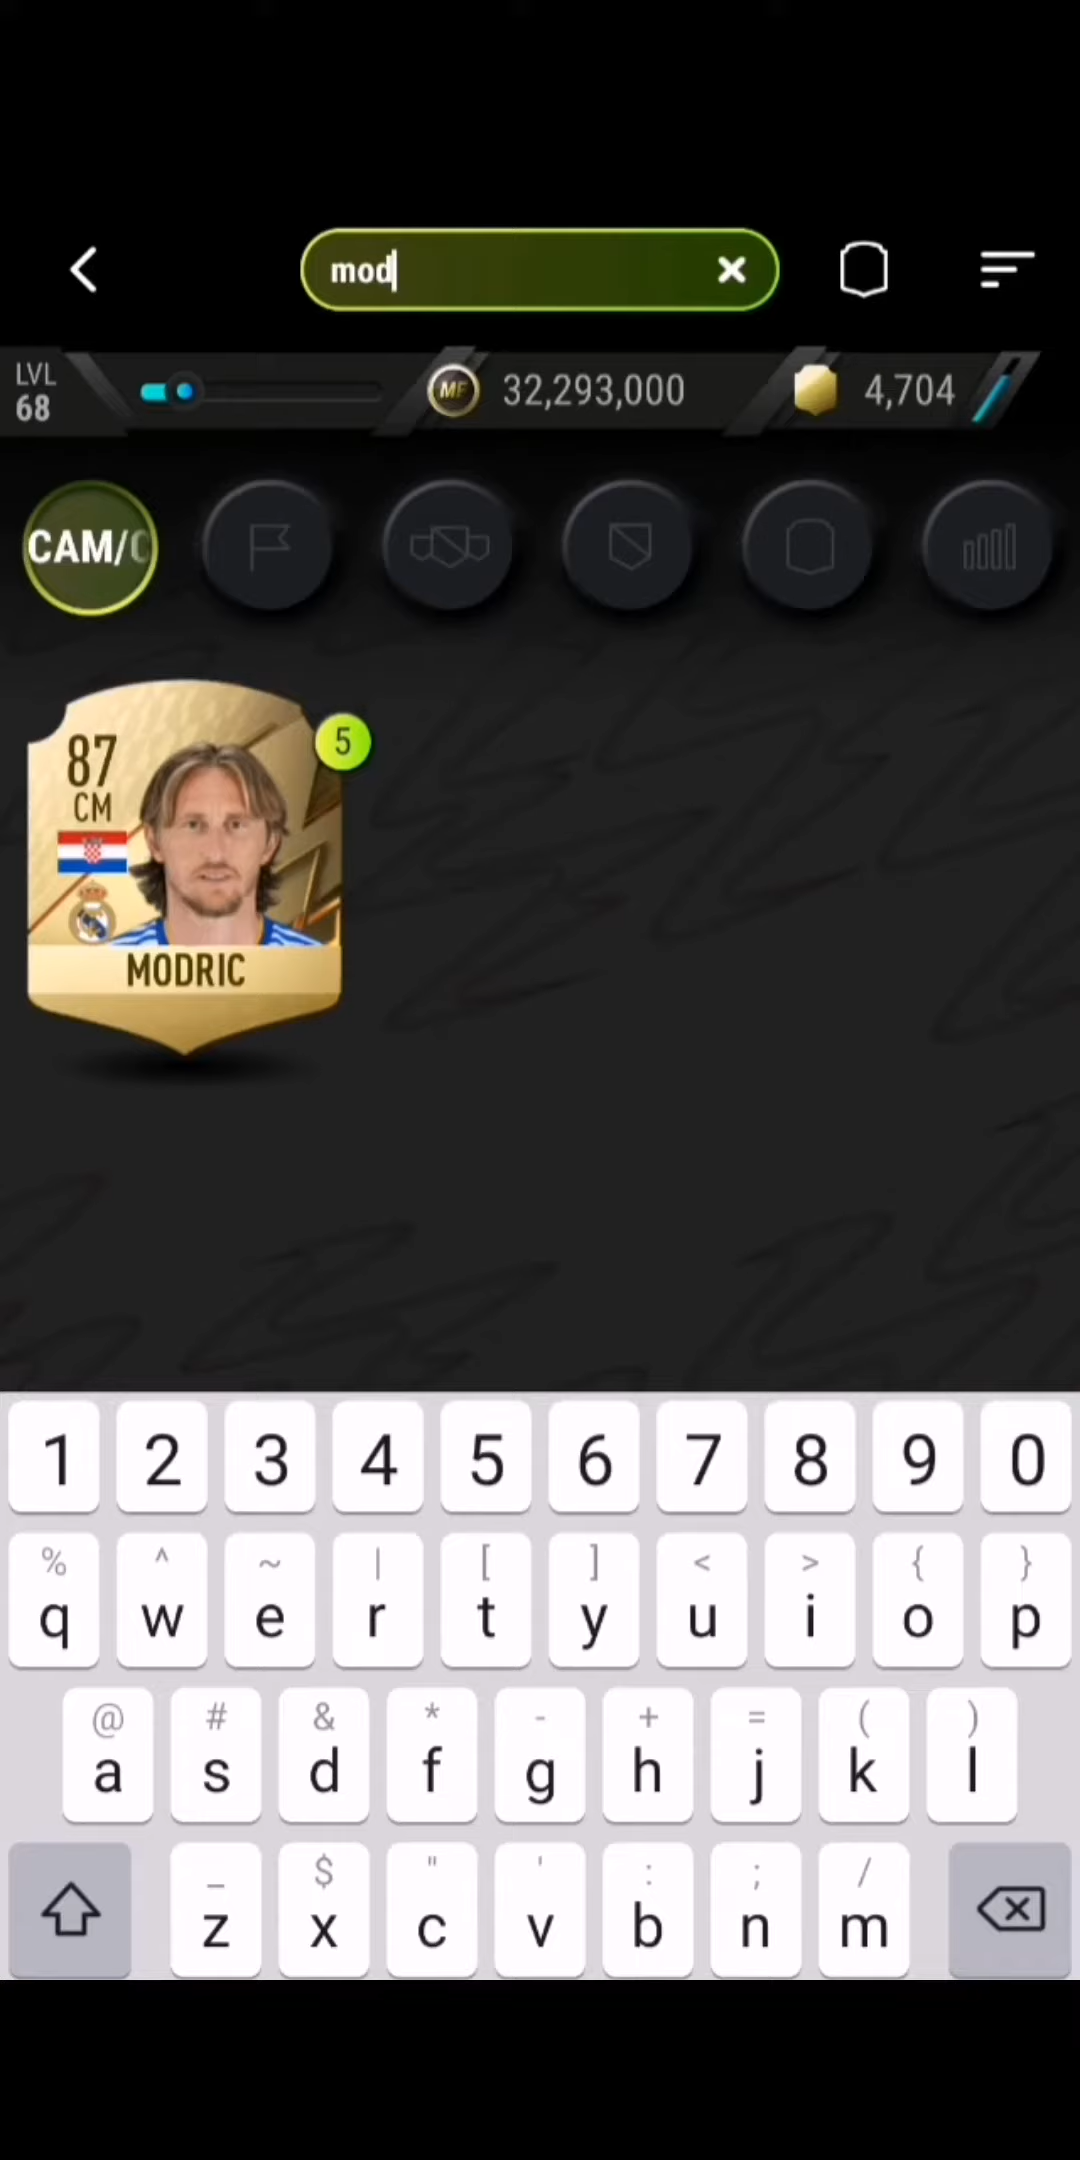 mod
LVL
68
MF
32,293,000
4,704
CAM/C
5
87
CM
MODRIC
1 2 3 4 5 6 7 8 9 0
% ^ ~ | [ ] < > { }
q w e r t y u i o p
@ # & * - + = ( )
a s d f g h j k l
_ $ " ' : ; /
z x c v b n m